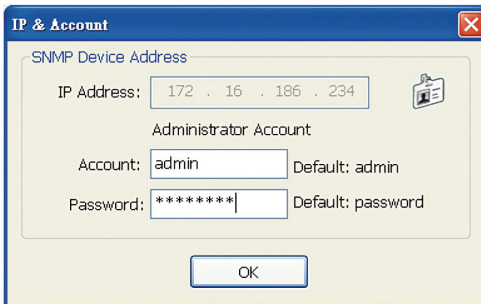 IP & Account
SNMP Device Address
IP Address: 172 . 16 . 186 . 234
Administrator Account
Account: admin Default: admin
Password: ******** Default: password
OK